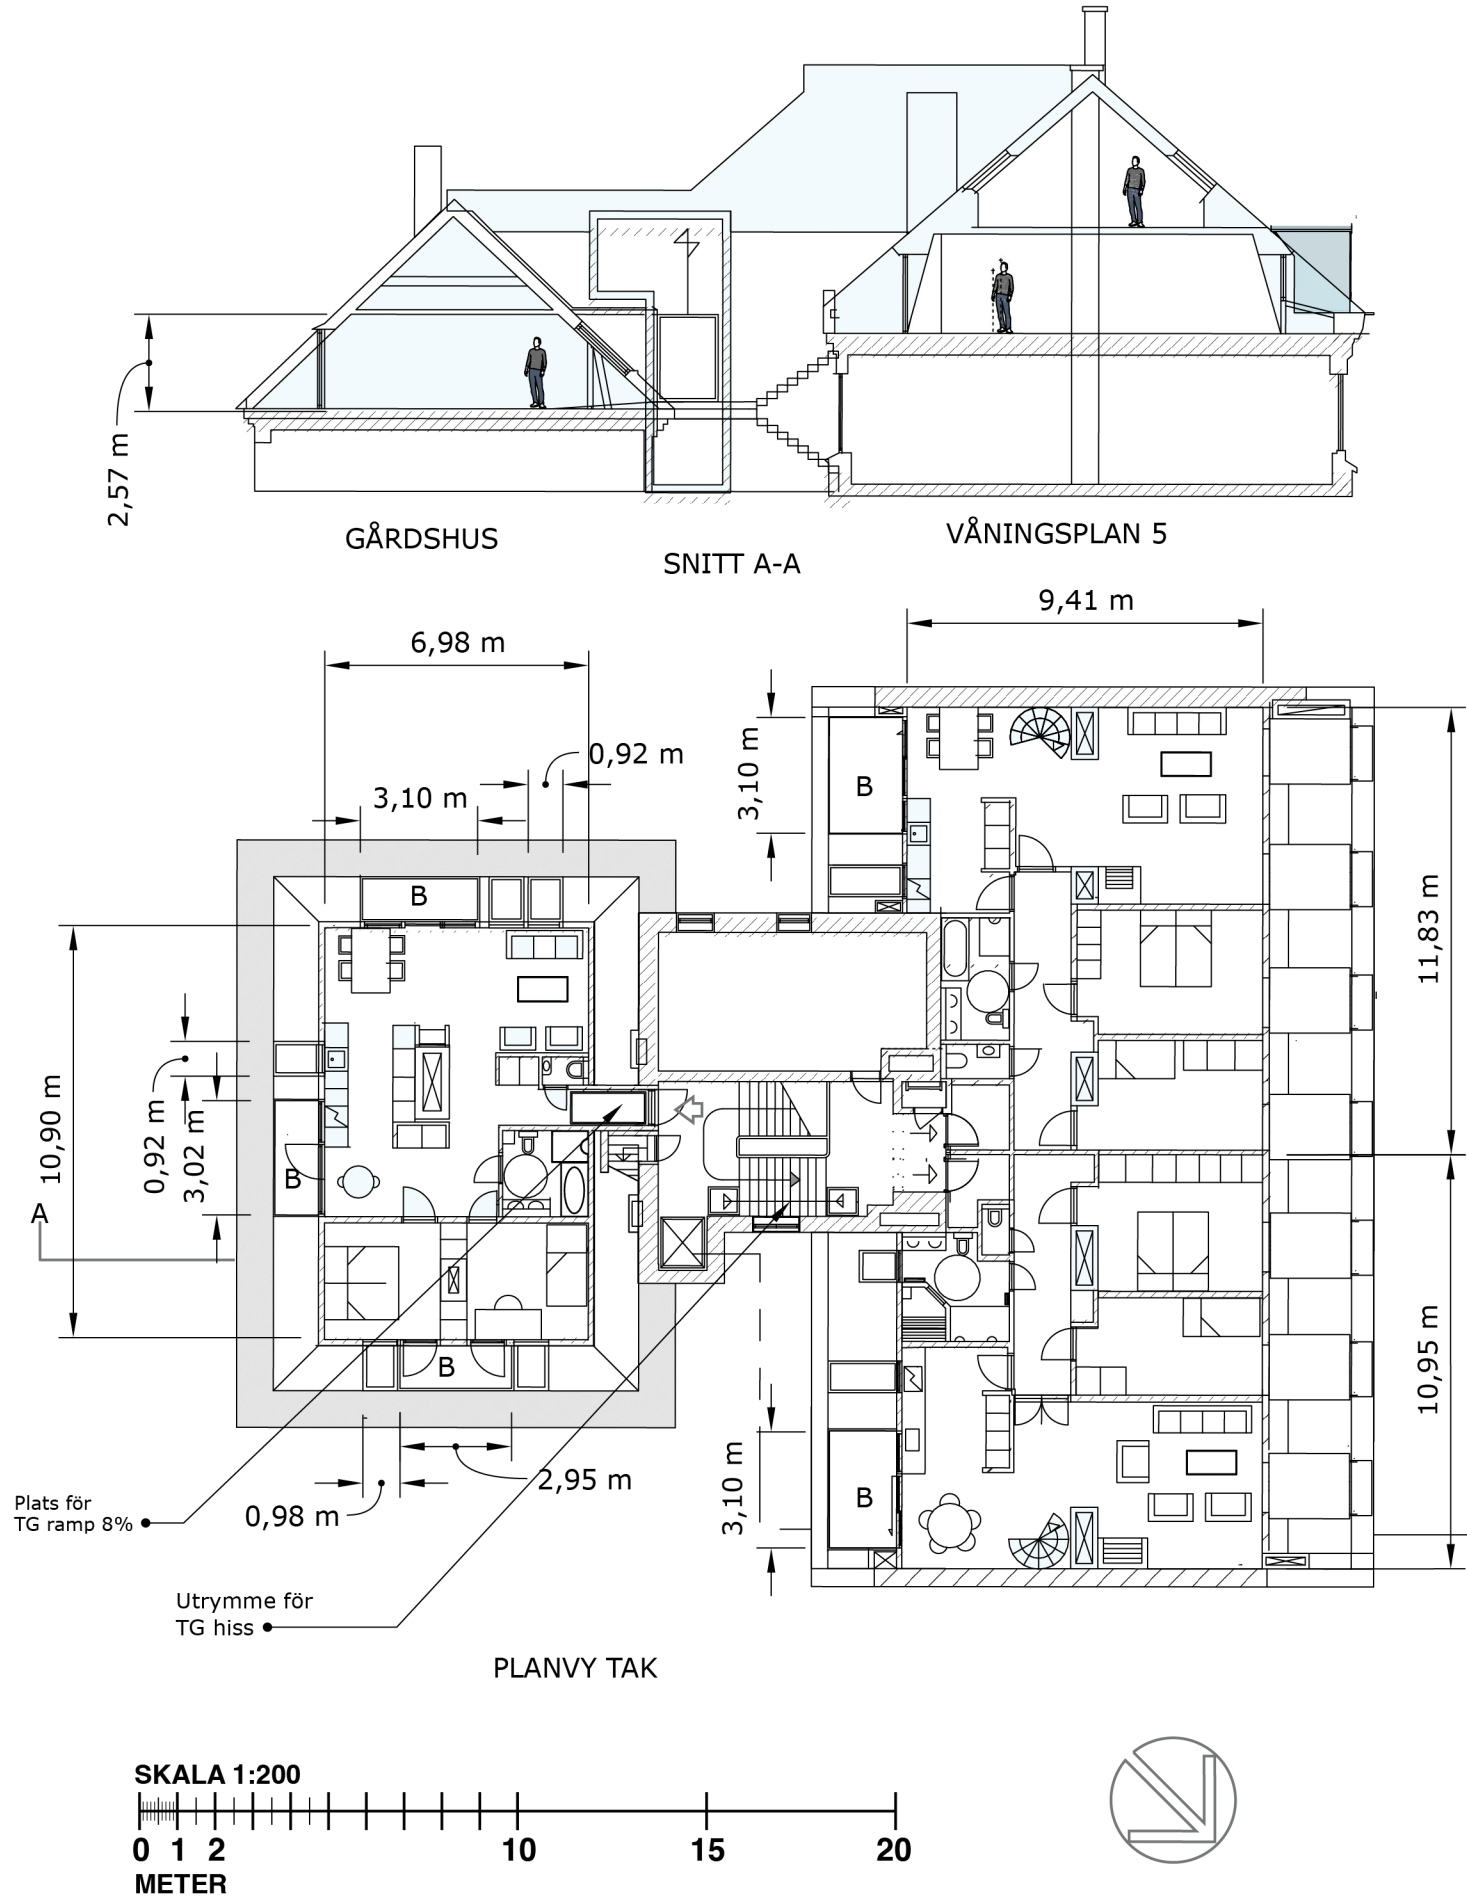 2,57 m
GÅRDSHUS
VÅNINGSPLAN 5
SNITT A-A
9,41 m
6,98 m
0,92 m
3,10 m
3,10 m
B
B
11,83 m
10,90 m
0,92 m
3,02 m
B
A
B
10,95 m
3,10 m
B
2,95 m
0,98 m
Plats för
TG ramp 8%
Utrymme för
TG hiss
PLANVY TAK
SKALA 1:200
0 1 2 10 15 20
METER